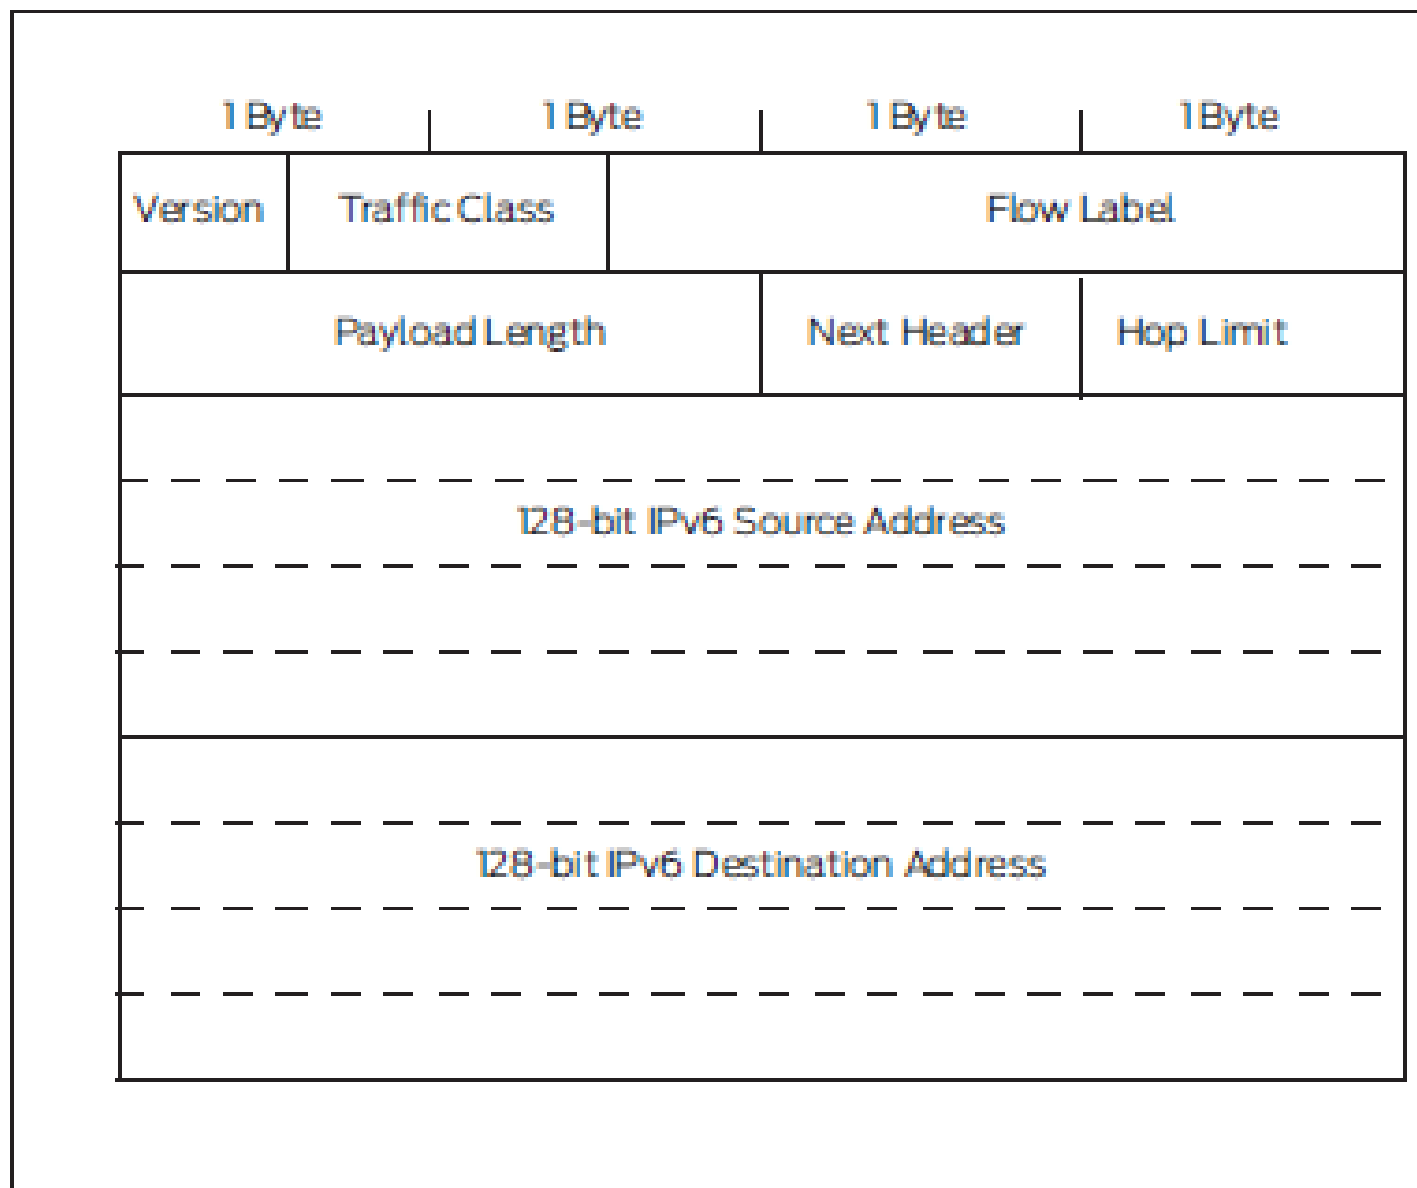 1 Byte 1 Byte 1 Byte 1 Byte
Version Traffic Class Flow Label
Payload Length Next Header Hop Limit
128-bit IPv6 Source Address
128-bit IPv6 Destination Address